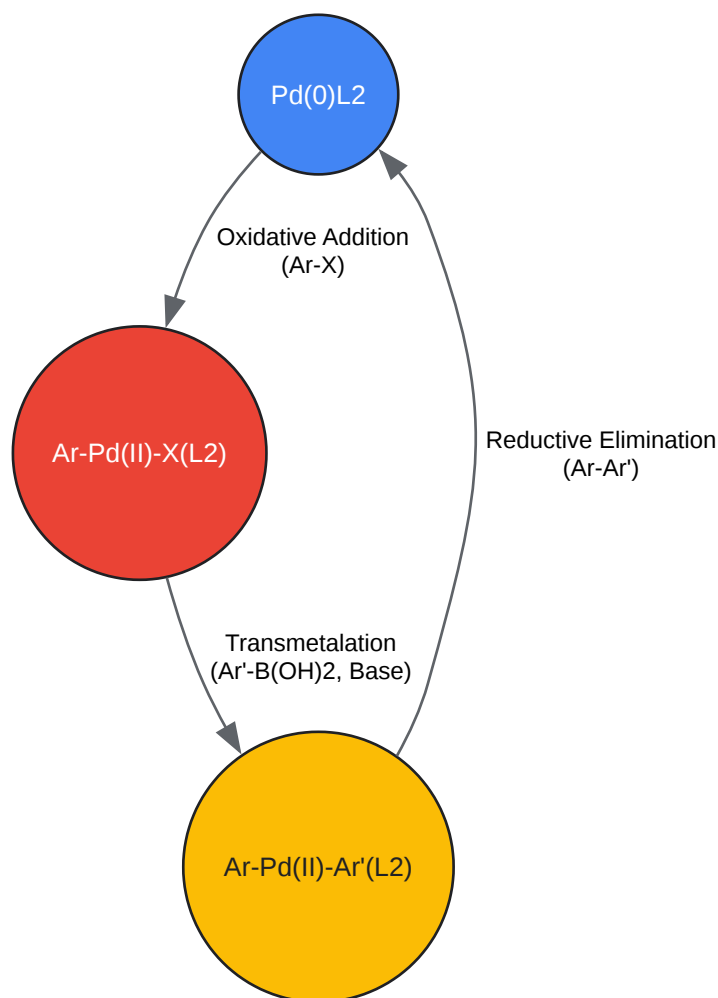 Pd(0)L2
Oxidative Addition
(Ar-X)
Ar-Pd(II)-X(L2)
Reductive Elimination
(Ar-Ar')
Transmetalation
(Ar'-B(OH)2, Base)
Ar-Pd(II)-Ar'(L2)